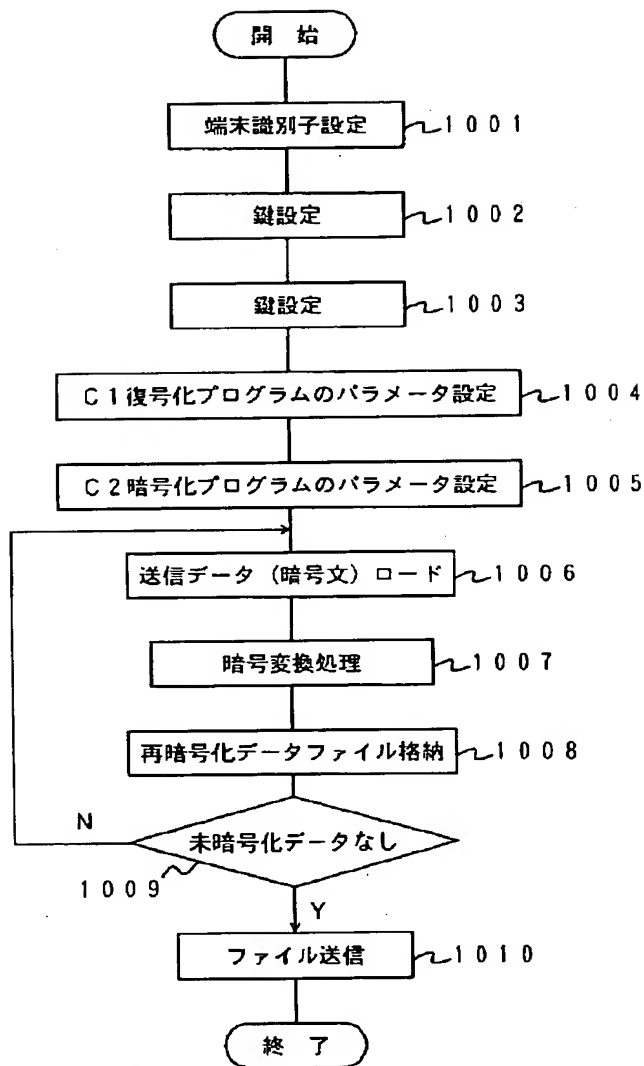 開 始
端末識別子設定 1001
鍵設定 1002
鍵設定 1003
C1復号化プログラムのパラメータ設定 1004
C2暗号化プログラムのパラメータ設定 1005
送信データ（暗号文）ロード 1006
暗号変換処理 1007
再暗号化データファイル格納 1008
N
未暗号化データなし
1009
Y
ファイル送信 1010
終 了